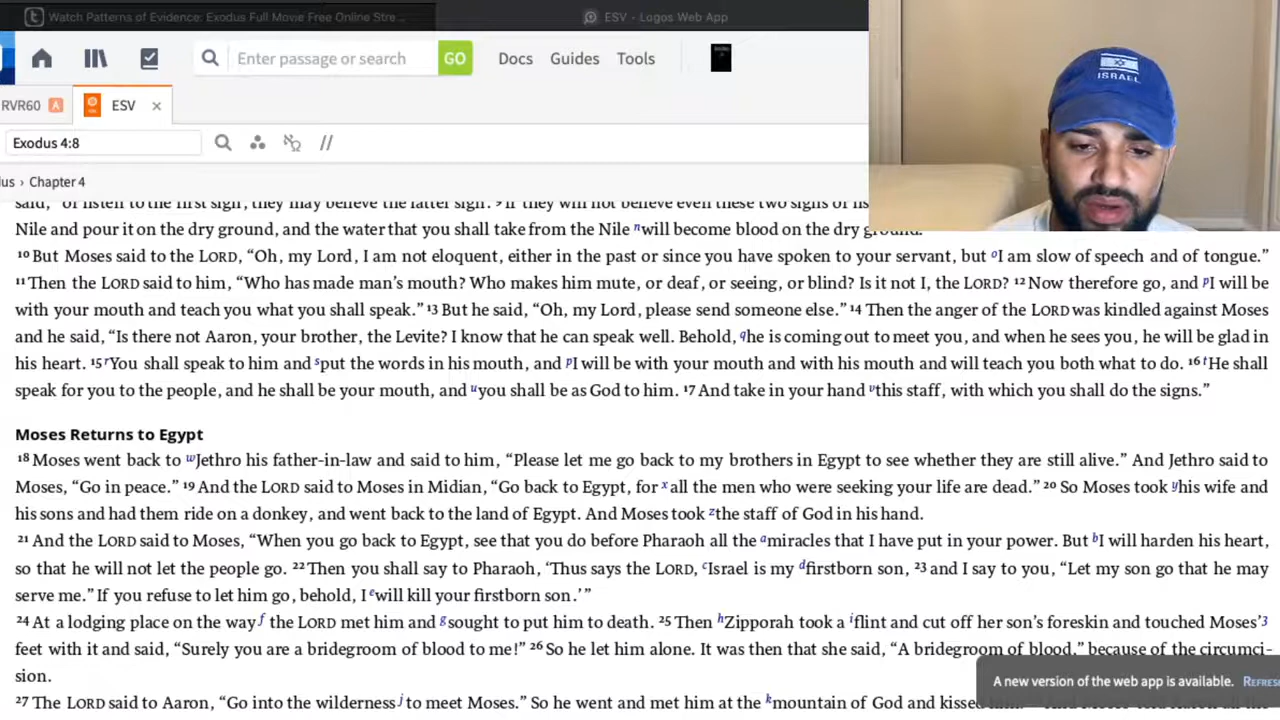 Watch Patterns of Evidence: Exodus Full Movie Free Online Stre...
ESV - Logos Web App
Enter passage or search
GO
Docs
Guides
Tools
ISRAEL
RVR60 A
ESV
Exodus 4:8
us › Chapter 4
said, "or listen to the first sign, they may believe the latter sign. 9 If they will not believe even these two signs or lis
Nile and pour it on the dry ground, and the water that you shall take from the Nile n will become blood on the dry ground.
10 But Moses said to the LORD, “Oh, my Lord, I am not eloquent, either in the past or since you have spoken to your servant, but o I am slow of speech and of tongue.”
11 Then the LORD said to him, “Who has made man’s mouth? Who makes him mute, or deaf, or seeing, or blind? Is it not I, the LORD? 12 Now therefore go, and p I will be
with your mouth and teach you what you shall speak.” 13 But he said, “Oh, my Lord, please send someone else.” 14 Then the anger of the LORD was kindled against Moses
and he said, “Is there not Aaron, your brother, the Levite? I know that he can speak well. Behold, q he is coming out to meet you, and when he sees you, he will be glad in
his heart. 15 r You shall speak to him and s put the words in his mouth, and p I will be with your mouth and with his mouth and will teach you both what to do. 16 t He shall
speak for you to the people, and he shall be your mouth, and u you shall be as God to him. 17 And take in your hand v this staff, with which you shall do the signs.”
Moses Returns to Egypt
18 Moses went back to w Jethro his father-in-law and said to him, “Please let me go back to my brothers in Egypt to see whether they are still alive.” And Jethro said to
Moses, “Go in peace.” 19 And the LORD said to Moses in Midian, “Go back to Egypt, for x all the men who were seeking your life are dead.” 20 So Moses took y his wife and
his sons and had them ride on a donkey, and went back to the land of Egypt. And Moses took z the staff of God in his hand.
21 And the LORD said to Moses, “When you go back to Egypt, see that you do before Pharaoh all the a miracles that I have put in your power. But b I will harden his heart,
so that he will not let the people go. 22 Then you shall say to Pharaoh, ‘Thus says the LORD, c Israel is my d firstborn son, 23 and I say to you, “Let my son go that he may
serve me.” If you refuse to let him go, behold, I e will kill your firstborn son.’”
24 At a lodging place on the way f the LORD met him and g sought to put him to death. 25 Then h Zipporah took a i flint and cut off her son’s foreskin and touched Moses’ 3
feet with it and said, “Surely you are a bridegroom of blood to me!” 26 So he let him alone. It was then that she said, “A bridegroom of blood,” because of the circumci-
sion.
27 The LORD said to Aaron, “Go into the wilderness j to meet Moses.” So he went and met him at the k mountain of God and kissed
A new version of the web app is available. REFRES